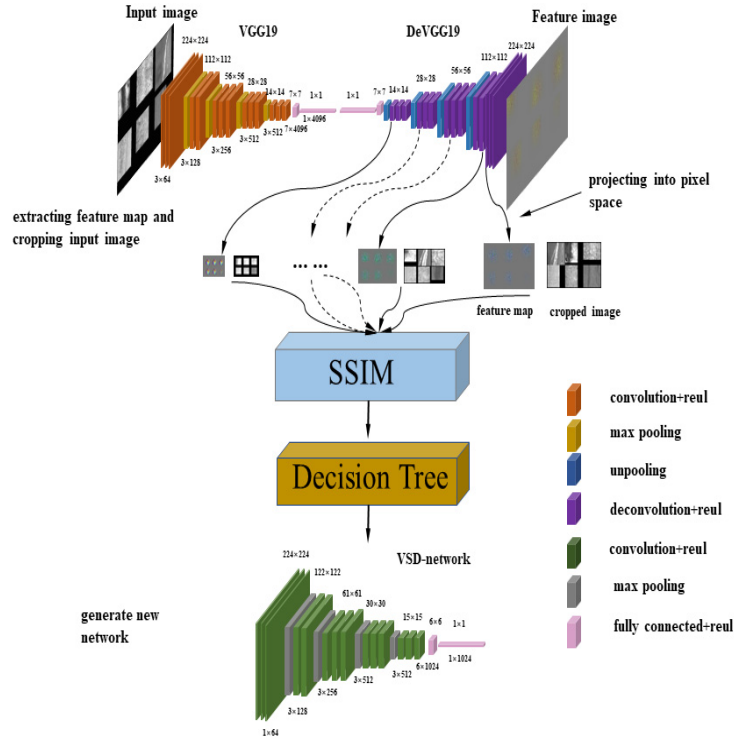 Input image
VGG19
DeVGG19
Feature image
224×224
112×112
56×56
28×28
14×14
7×7
1×1
1×1
7×7
14×14
28×28
56×56
112×112
224×224
3×64
3×128
3×256
3×512
3×512
7×4096
1×4096
extracting feature map and
cropping input image
projecting into pixel
space
... ...
feature map
cropped image
SSIM
Decision Tree
convolution+reul
max pooling
unpooling
deconvolution+reul
convolution+reul
max pooling
fully connected+reul
VSD-network
generate new
network
224×224
122×122
61×61
30×30
15×15
6×6
1×1
1×64
3×128
3×256
3×512
3×512
6×1024
1×1024